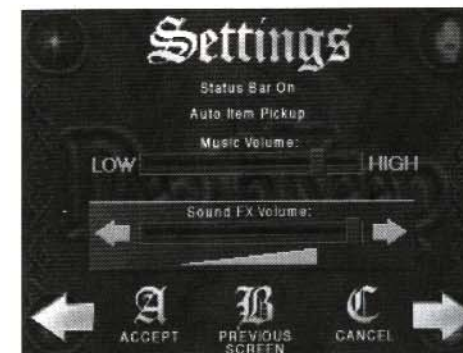 Settings
Status Bar On
Auto Item Pickup
Music Volume:
LOW HIGH
Sound FX Volume:
A B C
ACCEPT PREVIOUS SCREEN CANCEL